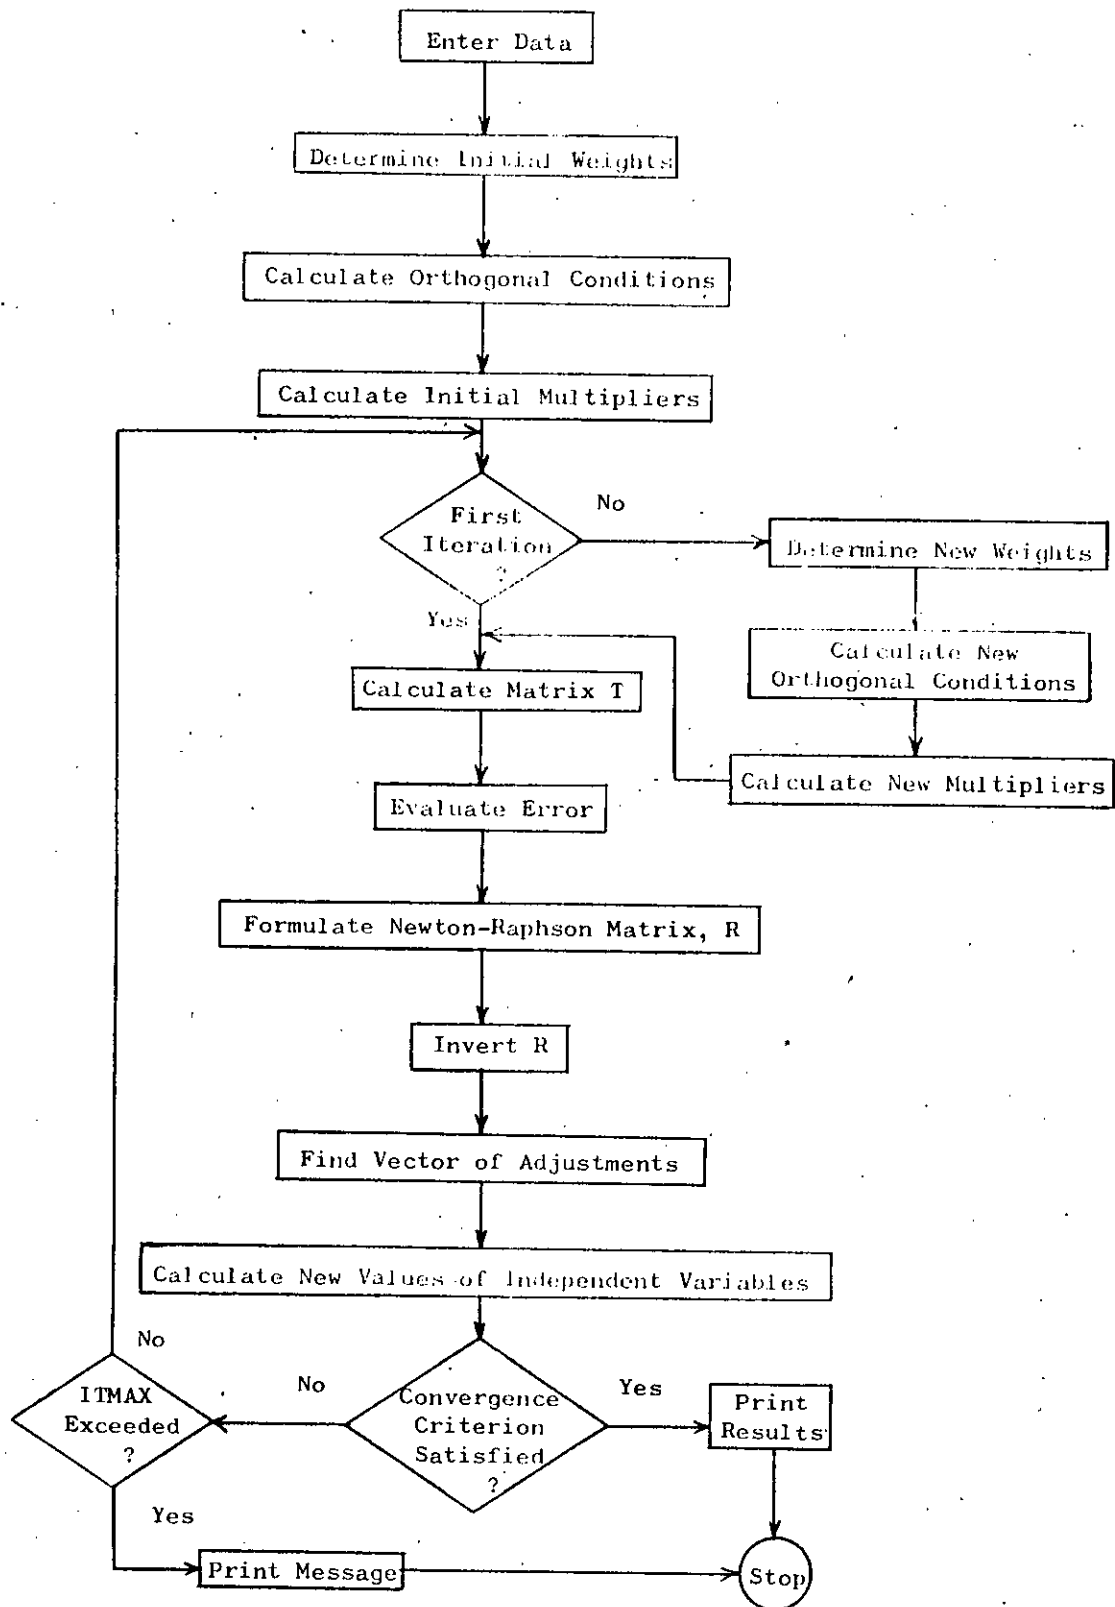 Enter Data
Determine Initial Weights
Calculate Orthogonal Conditions
Calculate Initial Multipliers
First
Iteration
?
No
Determine New Weights
Yes
Calculate New
Orthogonal Conditions
Calculate Matrix T
Calculate New Multipliers
Evaluate Error
Formulate Newton-Raphson Matrix, R
Invert R
Find Vector of Adjustments
Calculate New Values of Independent Variables
No
ITMAX
Exceeded
?
No
Convergence
Criterion
Satisfied
?
Yes
Print
Results
Yes
Print Message
Stop